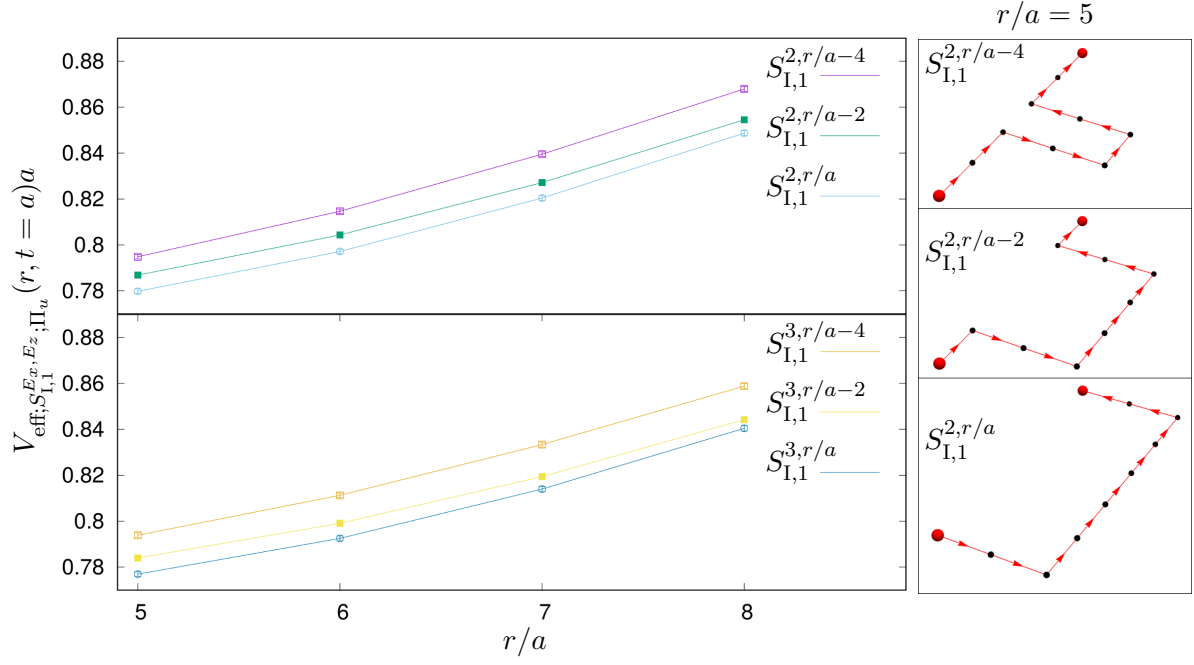 r/a = 5
V_{eff;S_{I,1}^{E_x,E_z};Π_u}(r, t = a)a
0.88
0.86
0.84
0.82
0.8
0.78
S_{I,1}^{2,r/a−4}
S_{I,1}^{2,r/a−2}
S_{I,1}^{2,r/a}
0.88
0.86
0.84
0.82
0.8
0.78
S_{I,1}^{3,r/a−4}
S_{I,1}^{3,r/a−2}
S_{I,1}^{3,r/a}
5 6 7 8
r/a
S_{I,1}^{2,r/a−4}
S_{I,1}^{2,r/a−2}
S_{I,1}^{2,r/a}